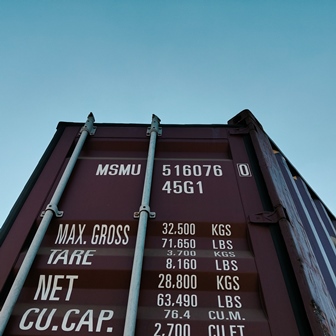 MSMU 516076 0
45G1
MAX. GROSS 32.500 KGS
71.650 LBS
TARE 3.700 KGS
8.160 LBS
NET 28.800 KGS
63.490 LBS
CU.CAP. 76.4 CU.M.
2.700 CU.FT.